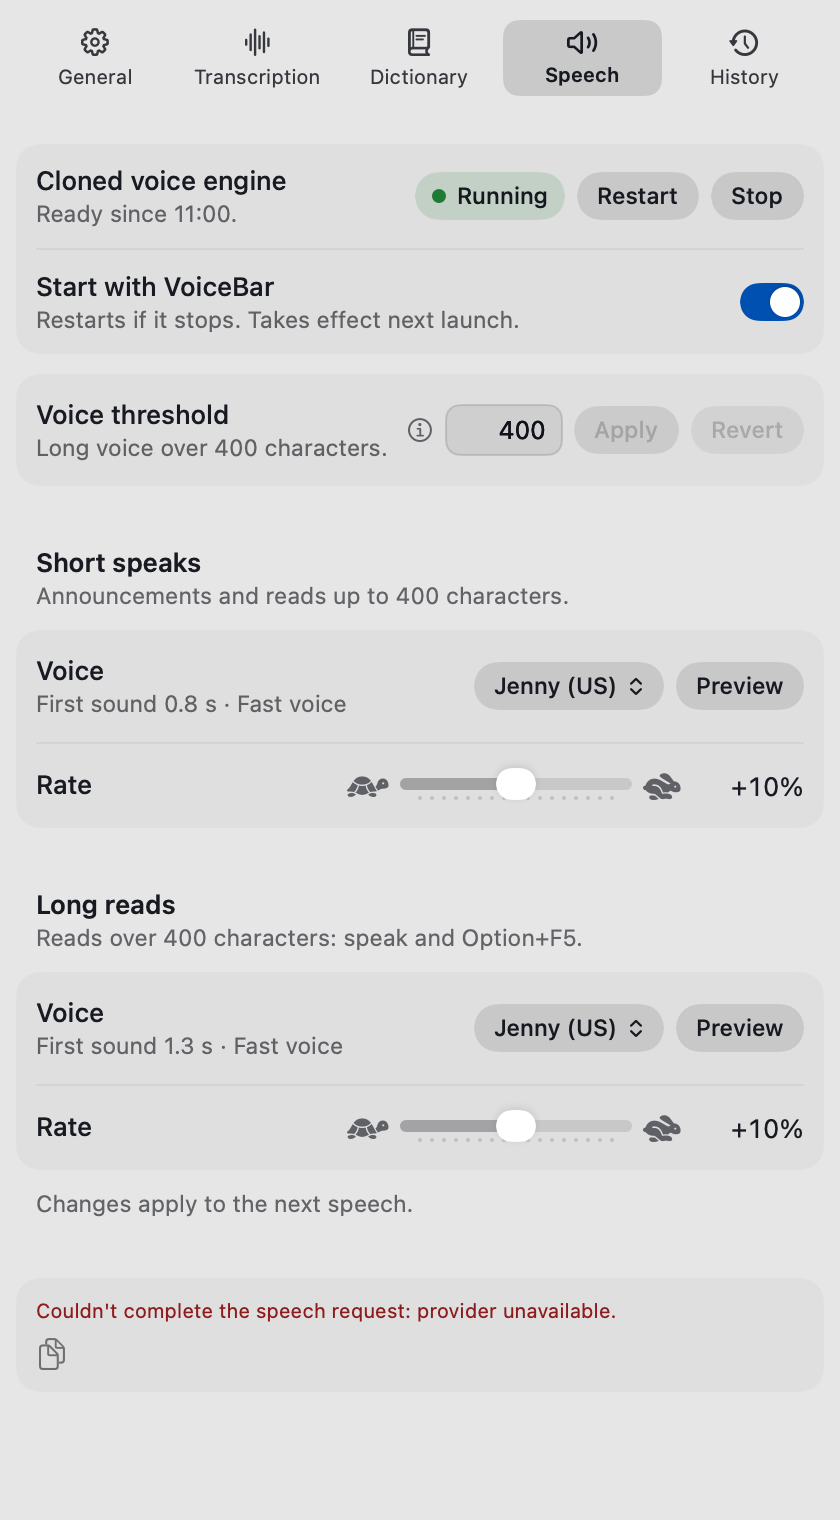 General
Transcription
Dictionary
Speech
History
Cloned voice engine
Ready since 11:00.
Running
Restart
Stop
Start with VoiceBar
Restarts if it stops. Takes effect next launch.
Voice threshold
Long voice over 400 characters.
400
Apply
Revert
Short speaks
Announcements and reads up to 400 characters.
Voice
First sound 0.8 s · Fast voice
Jenny (US)
Preview
Rate
+10%
Long reads
Reads over 400 characters: speak and Option+F5.
Voice
First sound 1.3 s · Fast voice
Jenny (US)
Preview
Rate
+10%
Changes apply to the next speech.
Couldn't complete the speech request: provider unavailable.